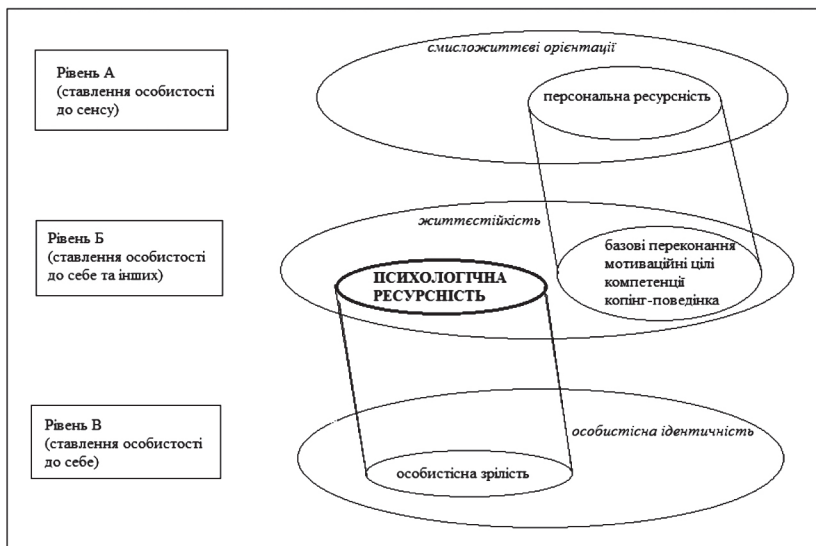 Рівень А
(ставлення особистості
до сенсу)
смисложиттєві орієнтації
персональна ресурсність
Рівень Б
(ставлення особистості
до себе та інших)
життєстійкість
ПСИХОЛОГІЧНА
РЕСУРСНІСТЬ
базові переконання
мотиваційні цілі
компетенції
копінг-поведінка
Рівень В
(ставлення особистості
до себе)
особистісна ідентичність
особистісна зрілість